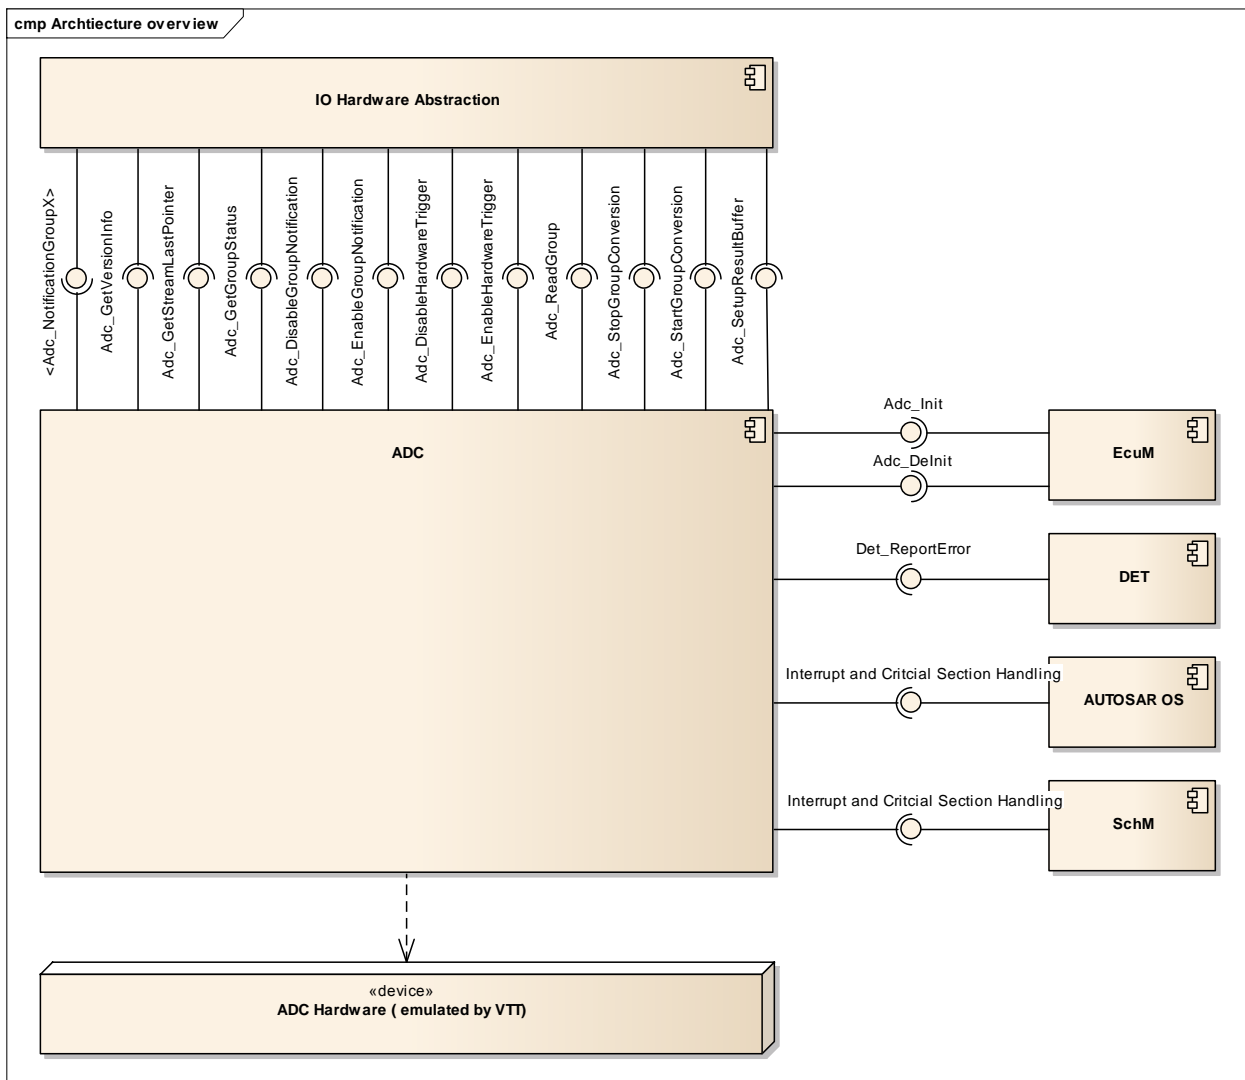 cmp Archtiecture overview
IO Hardware Abstraction
<Adc_NotificationGroupX>
Adc_GetVersionInfo
Adc_GetStreamLastPointer
Adc_GetGroupStatus
Adc_DisableGroupNotification
Adc_EnableGroupNotification
Adc_DisableHardwareTrigger
Adc_EnableHardwareTrigger
Adc_ReadGroup
Adc_StopGroupConversion
Adc_StartGroupConversion
Adc_SetupResultBuffer
ADC
Adc_Init
EcuM
Adc_DeInit
Det_ReportError
DET
Interrupt and Critcial Section Handling
AUTOSAR OS
Interrupt and Critcial Section Handling
SchM
«device»
ADC Hardware ( emulated by VTT)